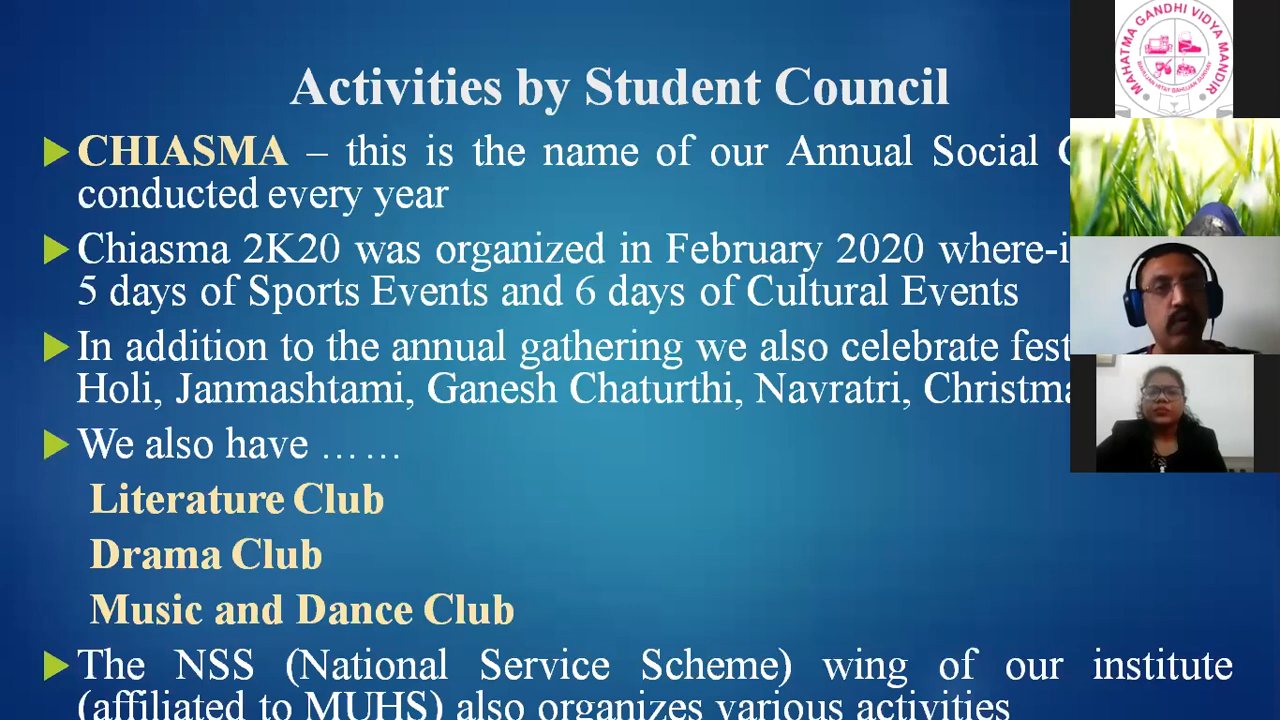 Activities by Student Council
CHIASMA – this is the name of our Annual Social
conducted every year
Chiasma 2K20 was organized in February 2020
5 days of Sports Events and 6 days of Cultural Events
In addition to the annual gathering we also celebrate
Holi, Janmashtami, Ganesh Chaturthi, Navratri,
We also have ……
Literature Club
Drama Club
Music and Dance Club
The NSS (National Service Scheme) wing of our institute
(affiliated to MUHS) also organizes various activities
MAHATMA GANDHI VIDYA MANDIR
BAHUJAN HITAY BAHUJAN SUKHAY